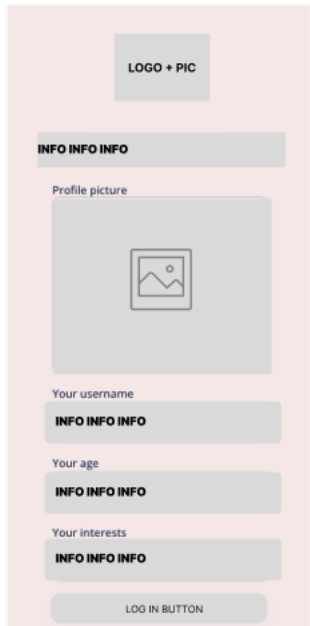 LOGO + PIC
INFO INFO INFO
Profile picture
Your username
INFO INFO INFO
Your age
INFO INFO INFO
Your interests
INFO INFO INFO
LOG IN BUTTON